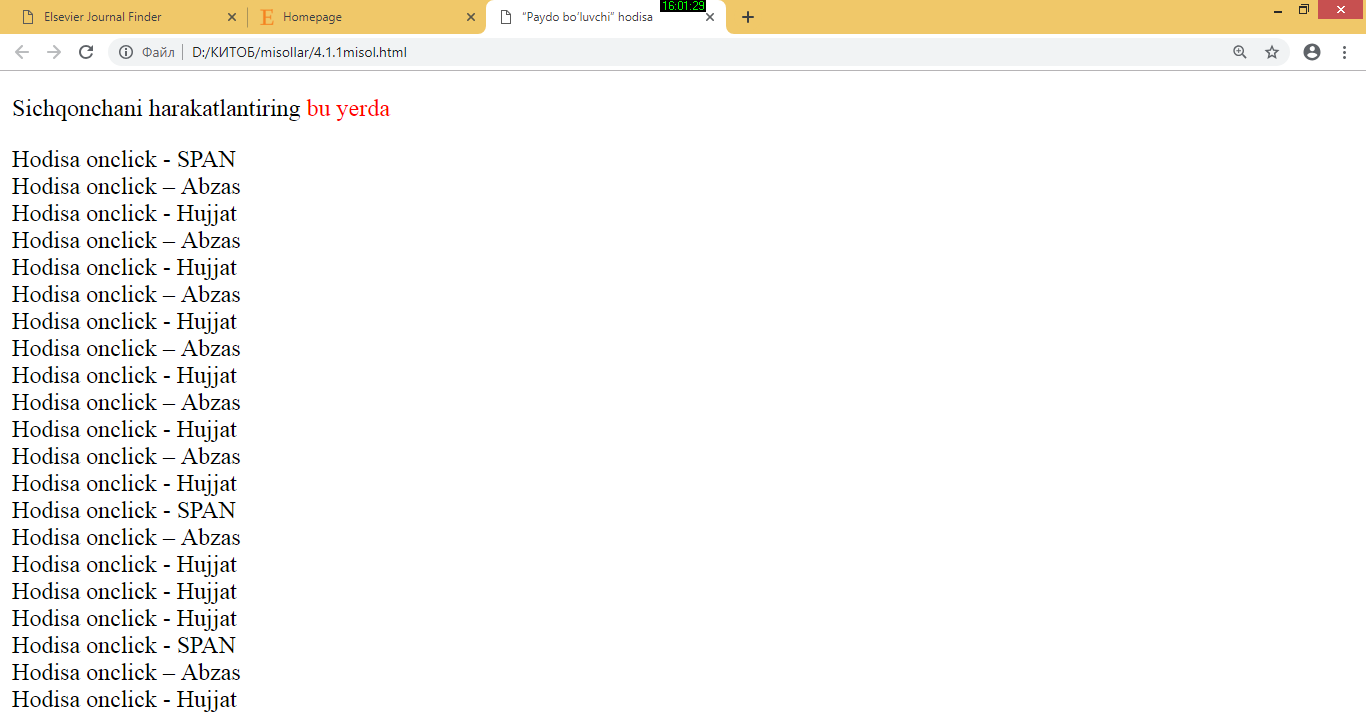 Elsevier Journal Finder
Homepage
“Paydo bo‘luvchi” hodisa
16:01:29
Файл
D:/КИТОБ/misollar/4.1.1misol.html
Sichqonchani harakatlantiring bu yerda
Hodisa onclick - SPAN
Hodisa onclick – Abzas
Hodisa onclick - Hujjat
Hodisa onclick – Abzas
Hodisa onclick - Hujjat
Hodisa onclick – Abzas
Hodisa onclick - Hujjat
Hodisa onclick – Abzas
Hodisa onclick - Hujjat
Hodisa onclick – Abzas
Hodisa onclick - Hujjat
Hodisa onclick – Abzas
Hodisa onclick - Hujjat
Hodisa onclick - SPAN
Hodisa onclick – Abzas
Hodisa onclick - Hujjat
Hodisa onclick - Hujjat
Hodisa onclick - Hujjat
Hodisa onclick - SPAN
Hodisa onclick – Abzas
Hodisa onclick - Hujjat